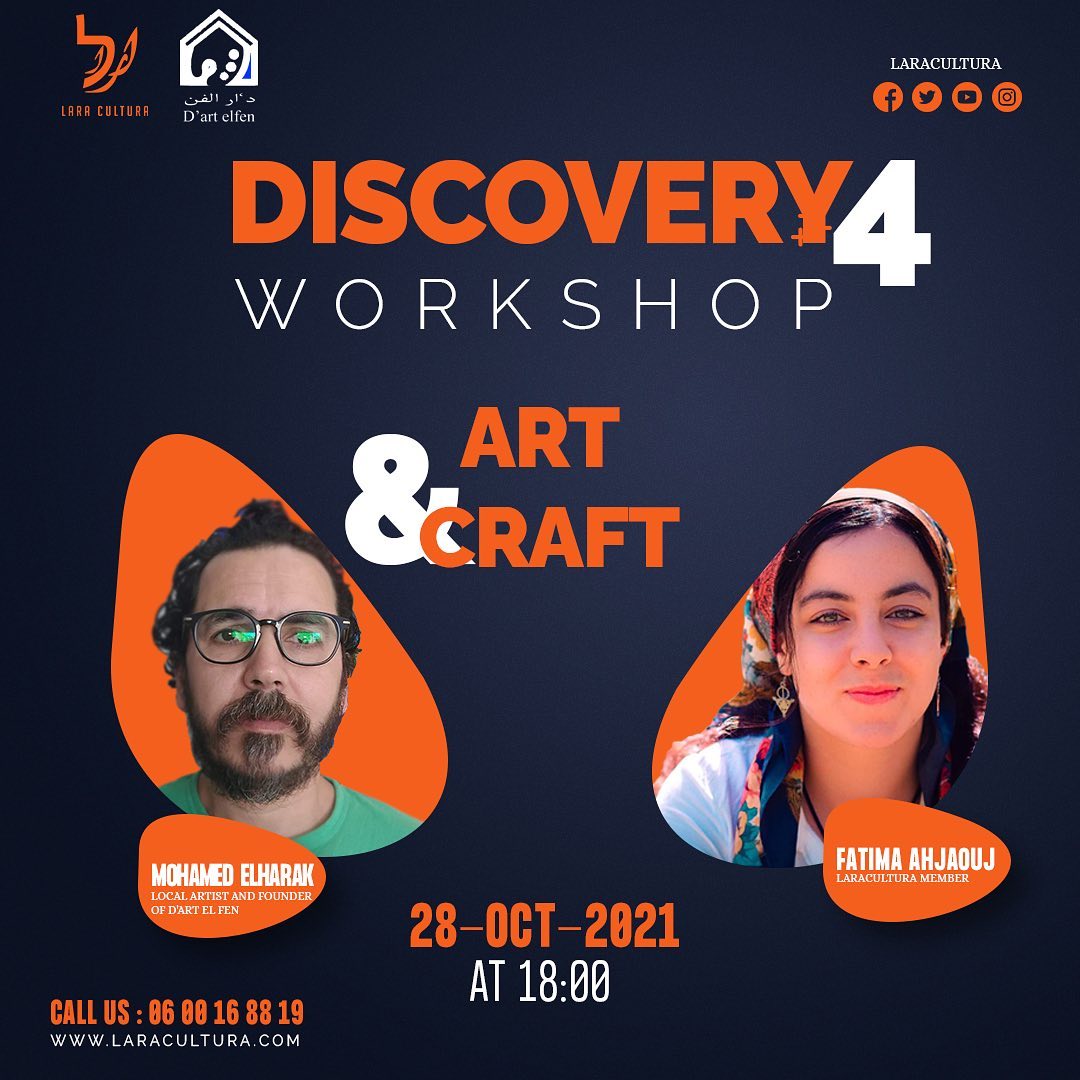 LARA CULTURA
د.ار الفن
D'art elfen
LARACULTURA
DISCOVERY 4
WORKSHOP
ART
& CRAFT
MOHAMED ELHARAK
LOCAL ARTIST AND FOUNDER
OF D'ART EL FEN
FATIMA AHJAOUJ
LARACULTURA MEMBER
28-OCT-2021
AT 18:00
CALL US : 06 00 16 88 19
WWW.LARACULTURA.COM